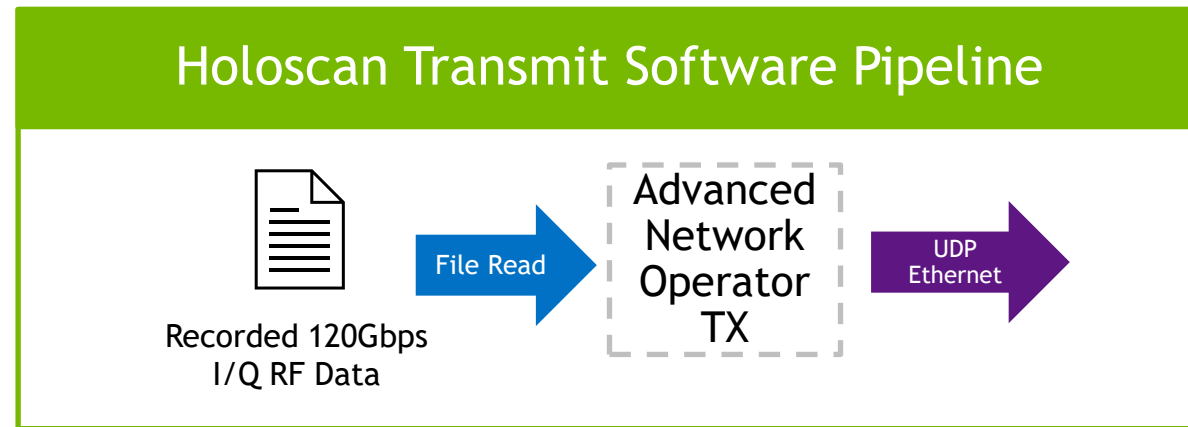 Holoscan Transmit Software Pipeline
Advanced
Network
Operator
TX
File Read
UDP
Ethernet
Recorded 120Gbps
I/Q RF Data